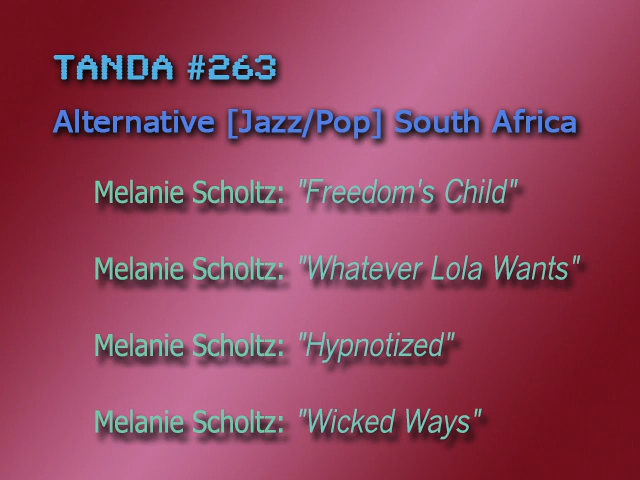 TANDA #263
Alternative [Jazz/Pop] South Africa
Melanie Scholtz: "Freedom's Child"
Melanie Scholtz: "Whatever Lola Wants"
Melanie Scholtz: "Hypnotized"
Melanie Scholtz: "Wicked Ways"